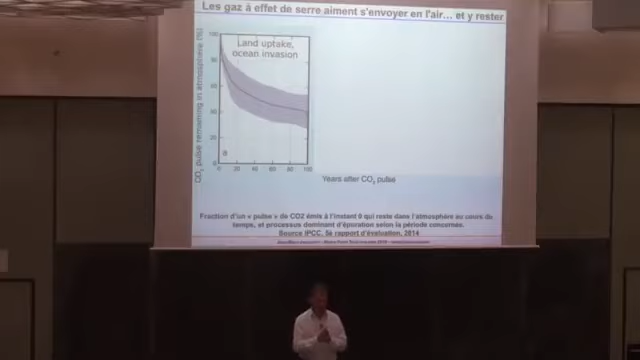 Les gaz à effet de serre aiment s'envoyer en l'air... et y rester
CO₂ pulse remaining in atmosphere (%)
Land uptake,
ocean invasion
100
80
60
40
20
0
a
0 20 40 60 80 100
Years after CO₂ pulse
Fraction d'un « pulse » de CO2 émis à l'instant 0 qui reste dans l'atmosphère au cours du
temps, et processus dominant d'épuration selon la période concernée.
Source IPCC, 5è rapport d'évaluation, 2014